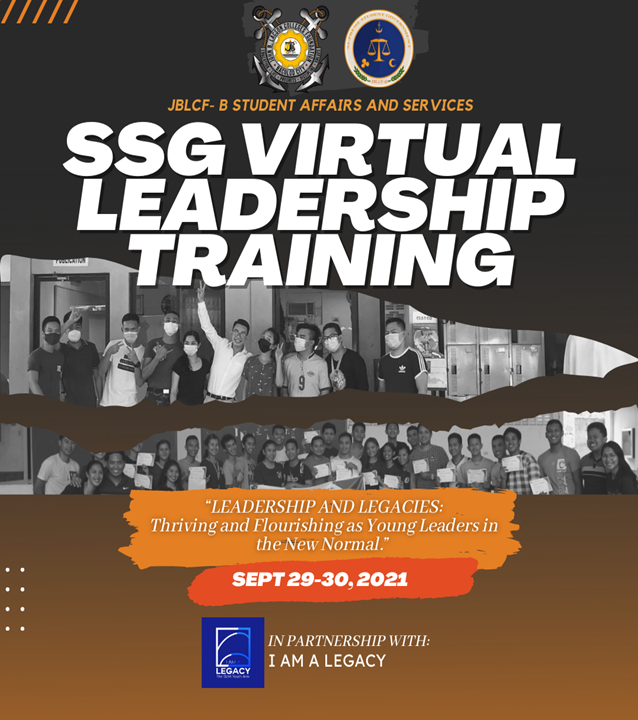 JBLCF- B STUDENT AFFAIRS AND SERVICES
SSG VIRTUAL
LEADERSHIP
TRAINING
“LEADERSHIP AND LEGACIES:
Thriving and Flourishing as Young Leaders in
the New Normal.”
SEPT 29-30, 2021
IN PARTNERSHIP WITH:
I AM A LEGACY
LEGACY